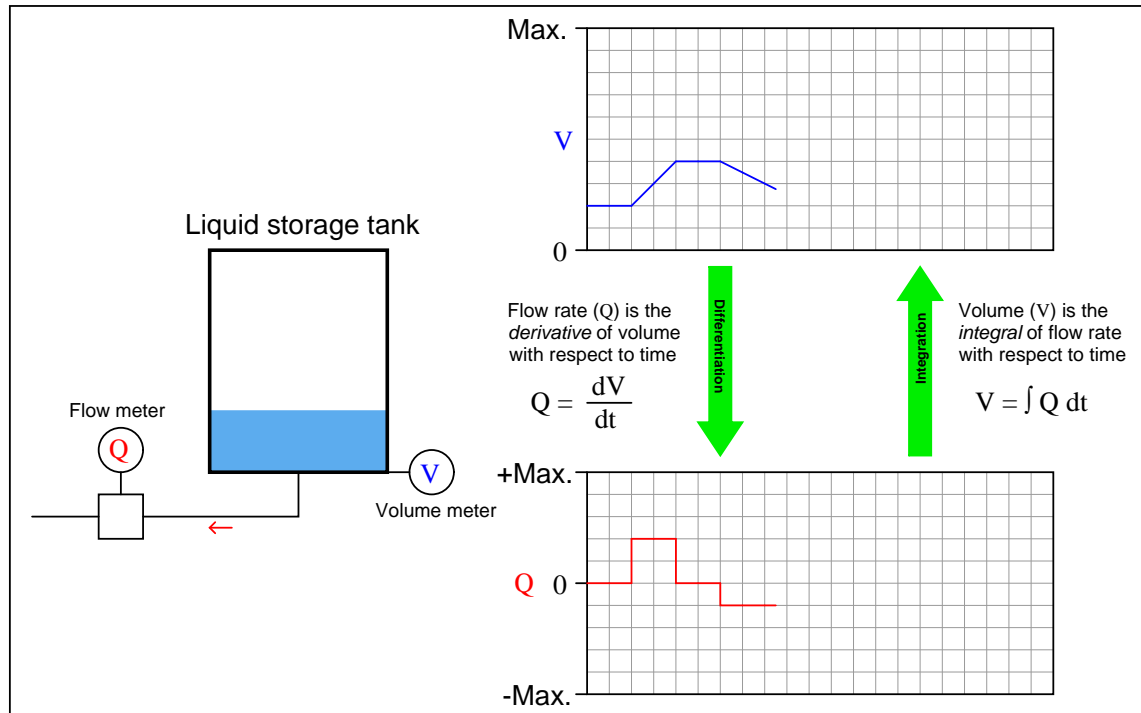 Max.
V
0
Liquid storage tank
Flow meter
Q
V
Volume meter
Flow rate (Q) is the
derivative of volume
with respect to time
Q = dV
dt
Differentiation
Integration
Volume (V) is the
integral of flow rate
with respect to time
V = ∫ Q dt
+Max.
Q 0
-Max.